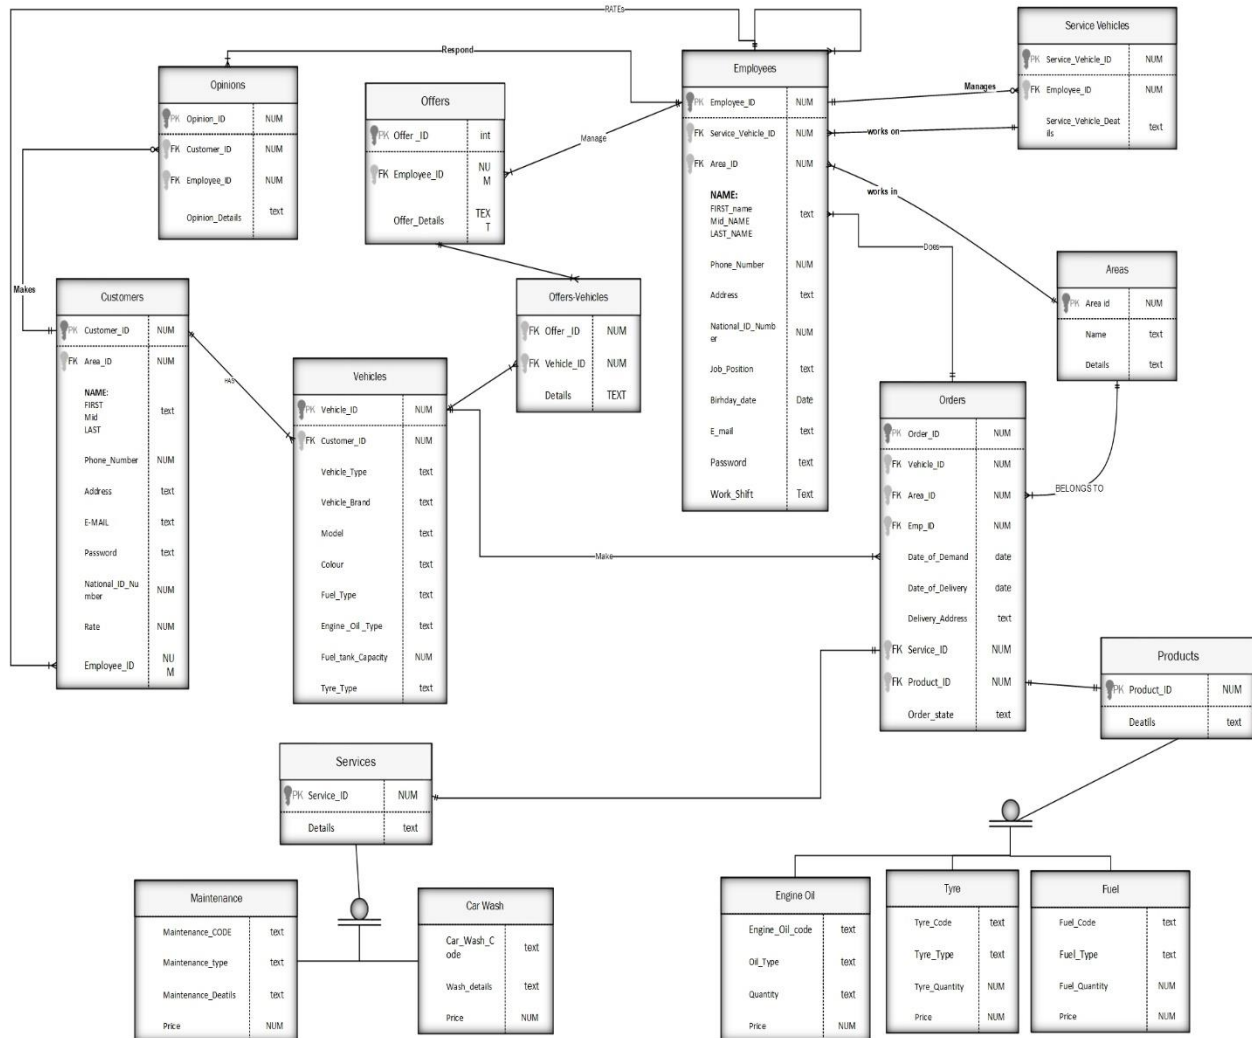 RATEs
Respond
Manage
Manages
works on
works in
Does
Makes
HAS
Make
BELONGS TO
Opinions
PK Opinion_ID NUM
FK Customer_ID NUM
FK Employee_ID NUM
Opinion_Details text
Offers
PK Offer_ID int
FK Employee_ID NU
M
Offer_Details TEX
T
Employees
PK Employee_ID NUM
FK Service_Vehicle_ID NUM
FK Area_ID NUM
NAME:
FIRST_name
Mid_NAME text
LAST_NAME
Phone_Number NUM
Address text
National_ID_Numb
er NUM
Job_Position text
Birhday_date Date
E_mail text
Password text
Work_Shift Text
Service Vehicles
PK Service_Vehicle_ID NUM
FK Employee_ID NUM
Service_Vehicle_Deat
ils text
Areas
PK Area id NUM
Name text
Details text
Customers
PK Customer_ID NUM
FK Area_ID NUM
NAME:
FIRST
Mid text
LAST
Phone_Number NUM
Address text
E-MAIL text
Password text
National_ID_Nu
mber NUM
Rate NUM
Employee_ID NU
M
Offers-Vehicles
FK Offer _ID NUM
FK Vehicle_ID NUM
Details TEXT
Vehicles
PK Vehicle_ID NUM
FK Customer_ID NUM
Vehicle_Type text
Vehicle_Brand text
Model text
Colour text
Fuel_Type text
Engine _Oil _Type text
Fuel_tank_Capacity NUM
Tyre_Type text
Orders
PK Order_ID NUM
FK Vehicle_ID NUM
FK Area_ID NUM
FK Emp_ID NUM
Date_of_Demand date
Date_of_Delivery date
Delivery_Address text
FK Service_ID NUM
FK Product_ID NUM
Order_state text
Products
PK Product_ID NUM
Deatils text
Services
PK Service_ID NUM
Details text
Maintenance
Maintenance_CODE text
Maintenance_type text
Maintenance_Deatils text
Price NUM
Car Wash
Car_Wash_C
ode text
Wash_details text
Price NUM
Engine Oil
Engine_Oil_code text
Oil_Type text
Quantity text
Price NUM
Tyre
Tyre_Code text
Tyre_Type text
Tyre_Quantity NUM
Price NUM
Fuel
Fuel_Code text
Fuel_Type text
Fuel_Quantity NUM
Price NUM